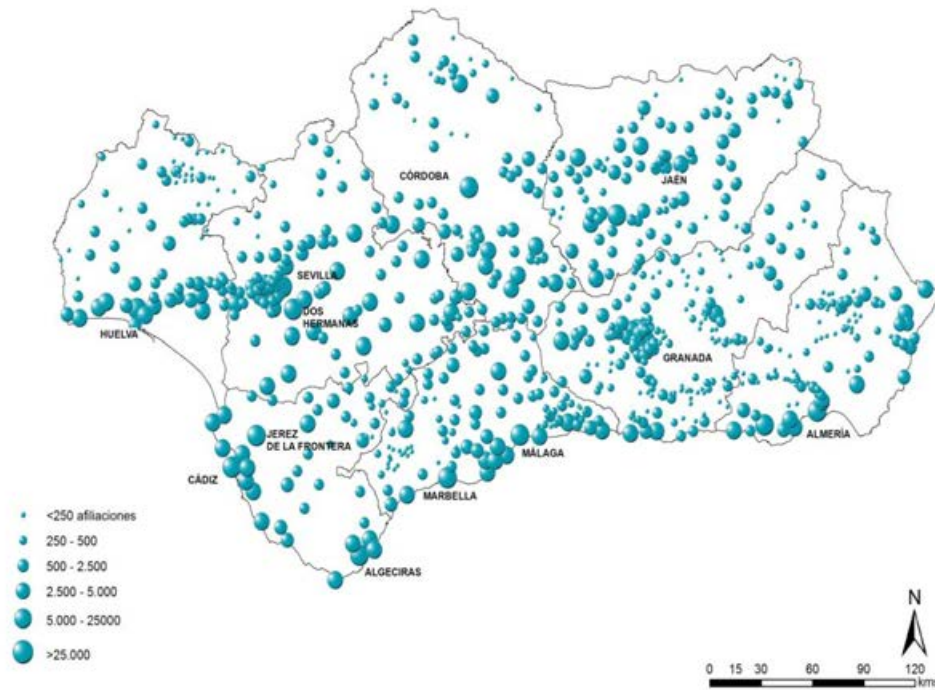 CÓRDOBA
JAÉN
SEVILLA
DOS
HERMANAS
HUELVA
GRANADA
JEREZ
DE LA FRONTERA
CÁDIZ
MÁLAGA
ALMERÍA
MARBELLA
ALGECIRAS
<250 afiliaciones
250 - 500
500 - 2.500
2.500 - 5.000
5.000 - 25000
>25.000
N
0 15 30 60 90 120
kms